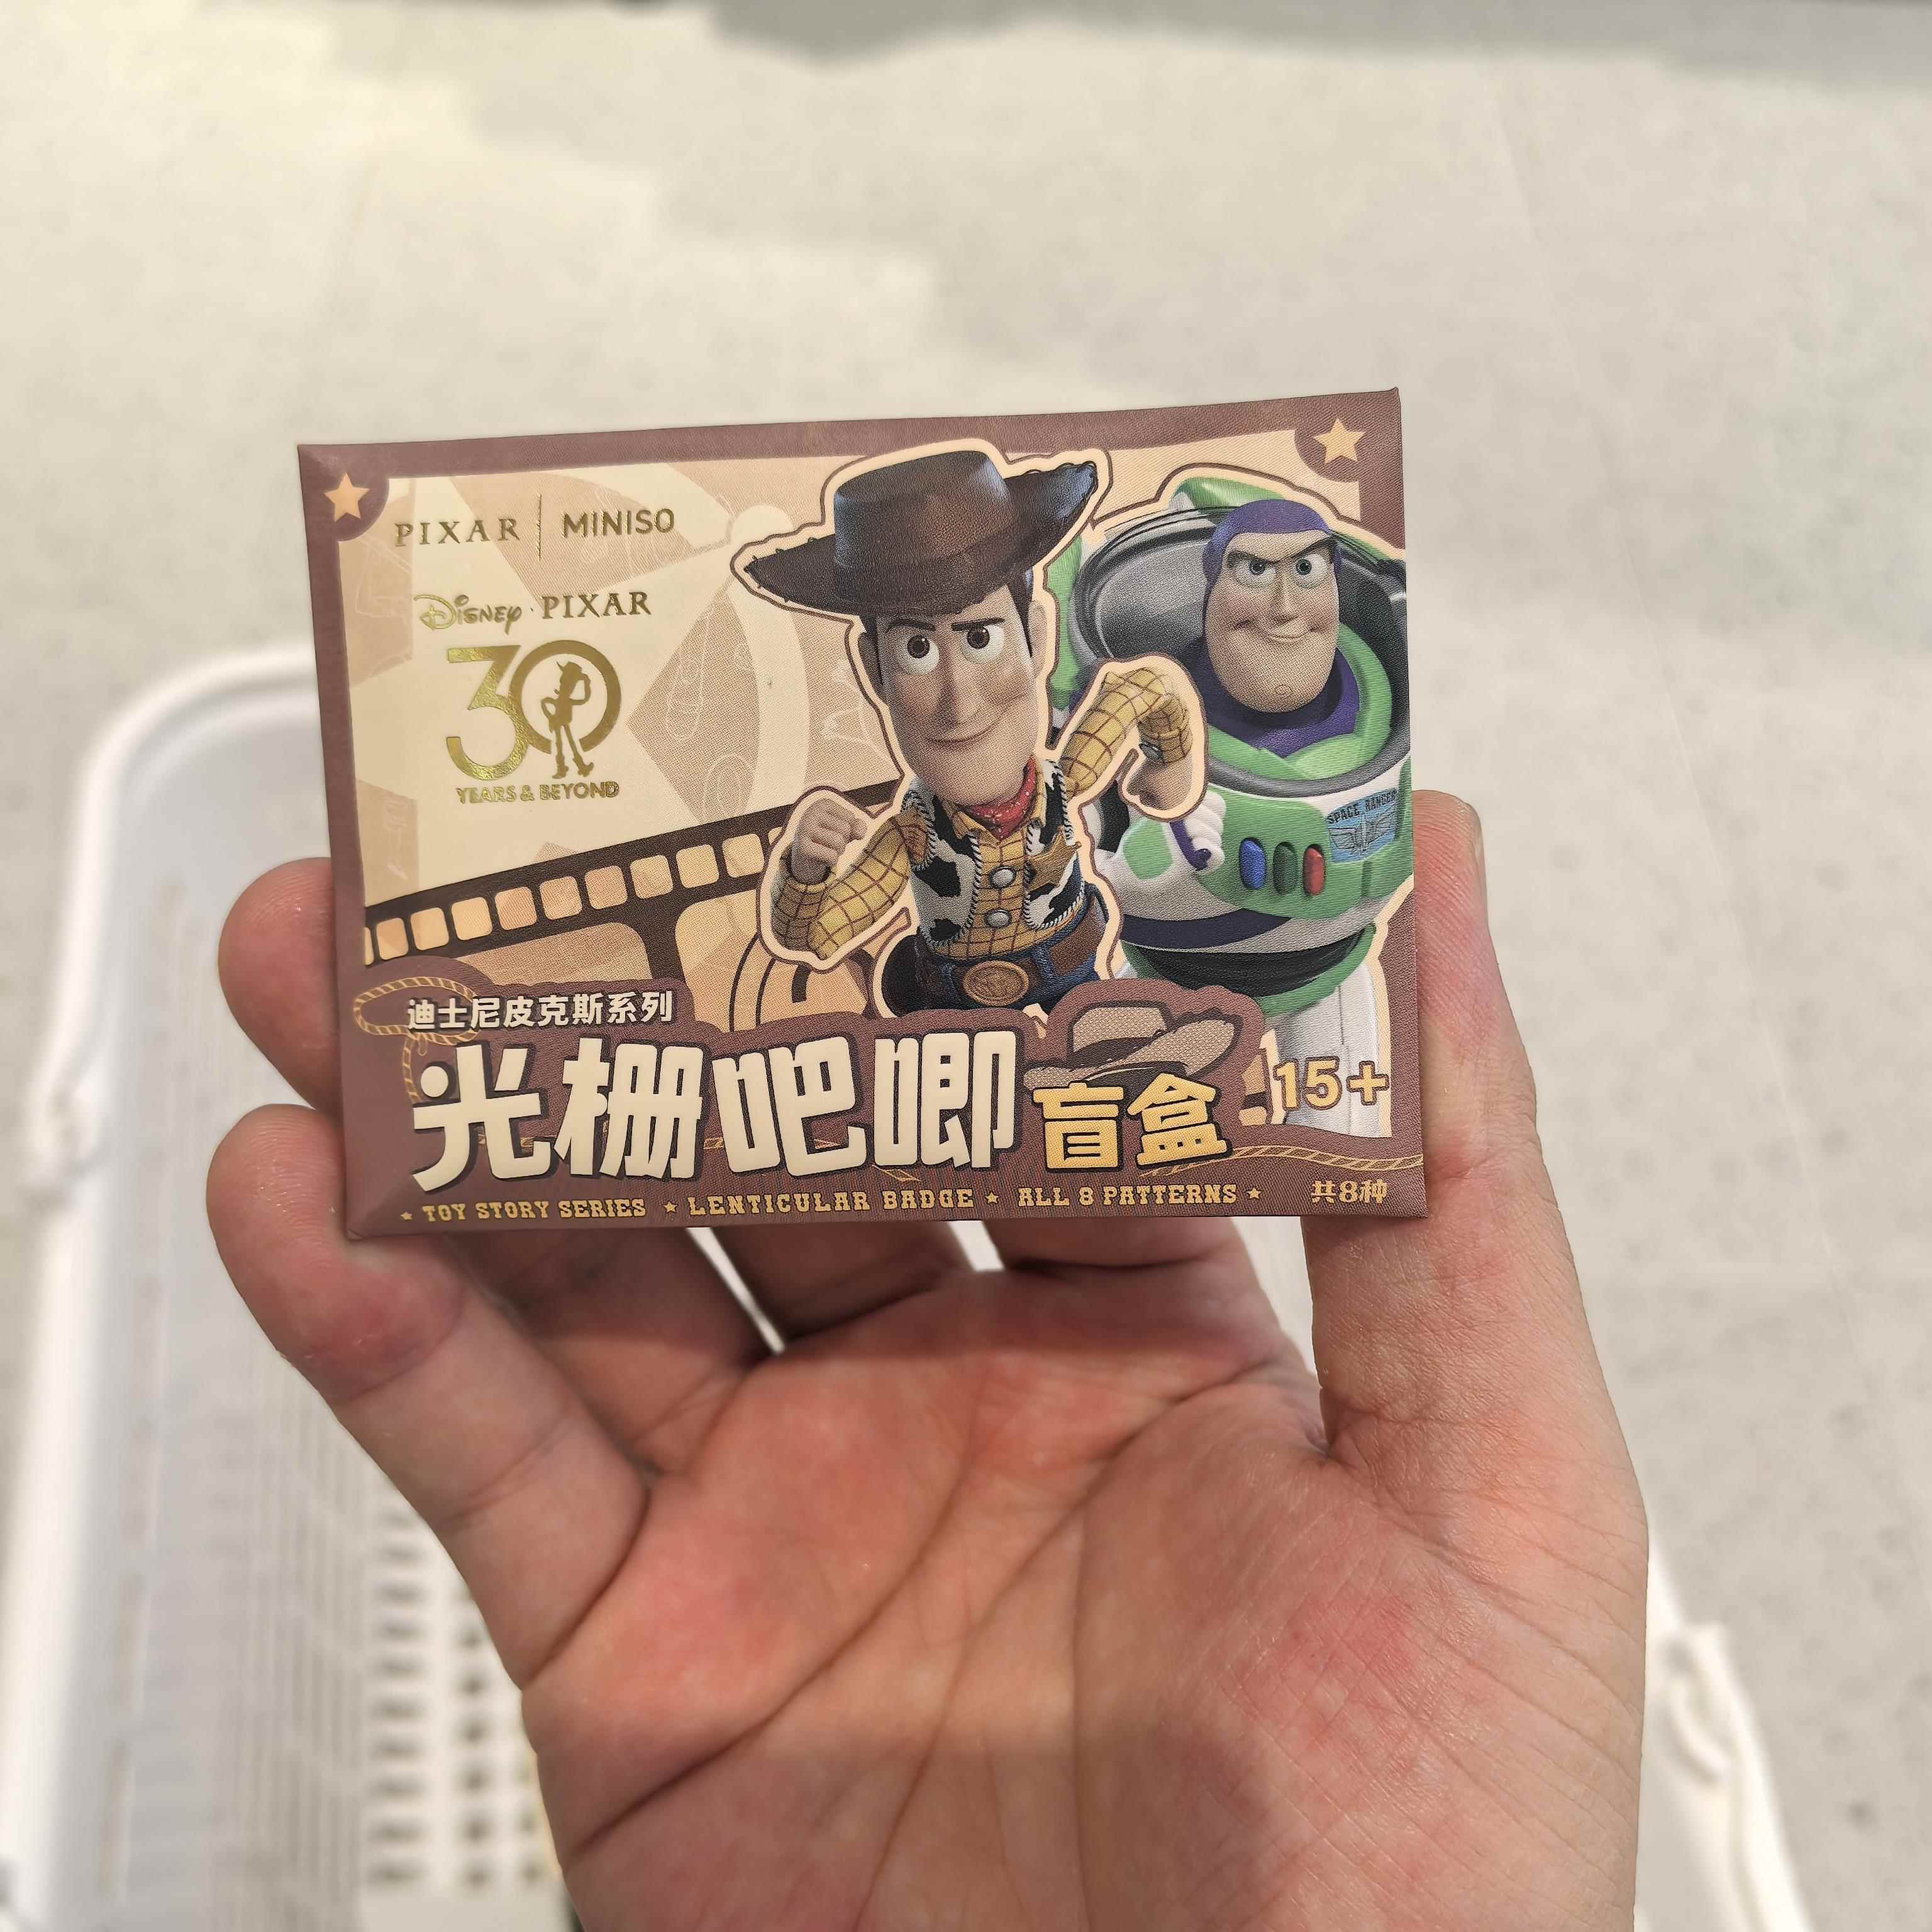 PIXAR | MINISO
Disney · PIXAR
30
YEARS & BEYOND
SPACE RANGER
迪士尼皮克斯系列
光栅吧唧盲盒
15+
★ TOY STORY SERIES ★ LENTICULAR BADGE ★ ALL 8 PATTERNS ★ 共8种